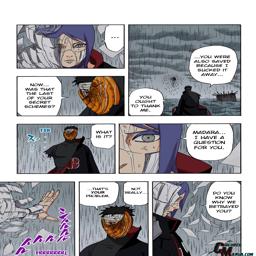 ...YOU WERE
ALSO SAVED
BECAUSE I
SUCKED IT
AWAY...
...
YOU
OUGHT TO
THANK
ME.
NOW...
WAS THAT
THE LAST
OF YOUR
SECRET
SCHEMES?
MADARA...
I HAVE A
QUESTION
FOR YOU.
WHAT
IS IT?
DO YOU
KNOW
WHY WE
BETRAYED
YOU?
NOT
REALLY...
...THAT'S
YOUR
PROBLEM.